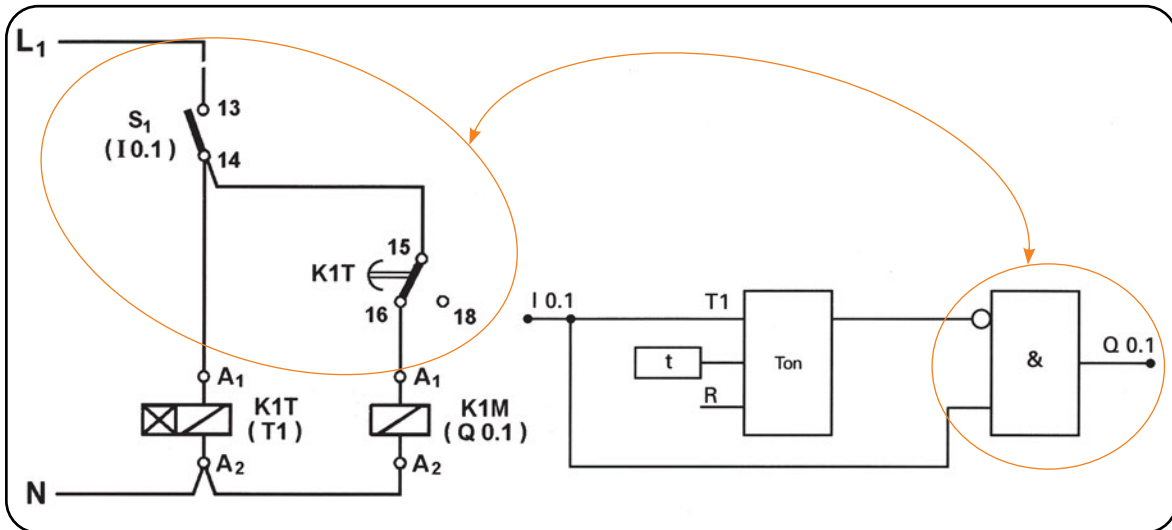 L1
13
S1
(I 0.1)
14
15
K1T
16
18
A1
K1T
(T1)
A2
A1
K1M
(Q 0.1)
A2
N
I 0.1
T1
t
R
Ton
&
Q 0.1